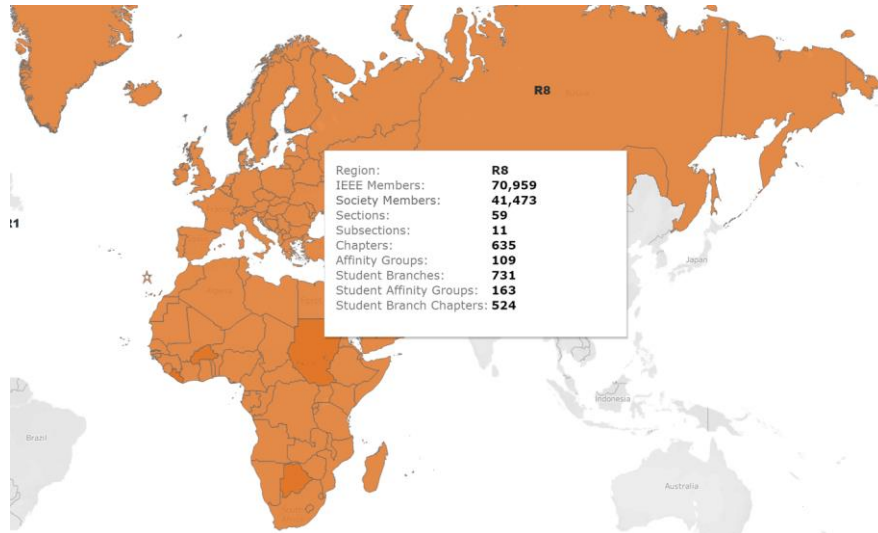 R8
Region: R8
IEEE Members: 70,959
Society Members: 41,473
Sections: 59
Subsections: 11
Chapters: 635
Affinity Groups: 109
Student Branches: 731
Student Affinity Groups: 163
Student Branch Chapters: 524
R1
Japan
Indonesia
Brazil
Australia